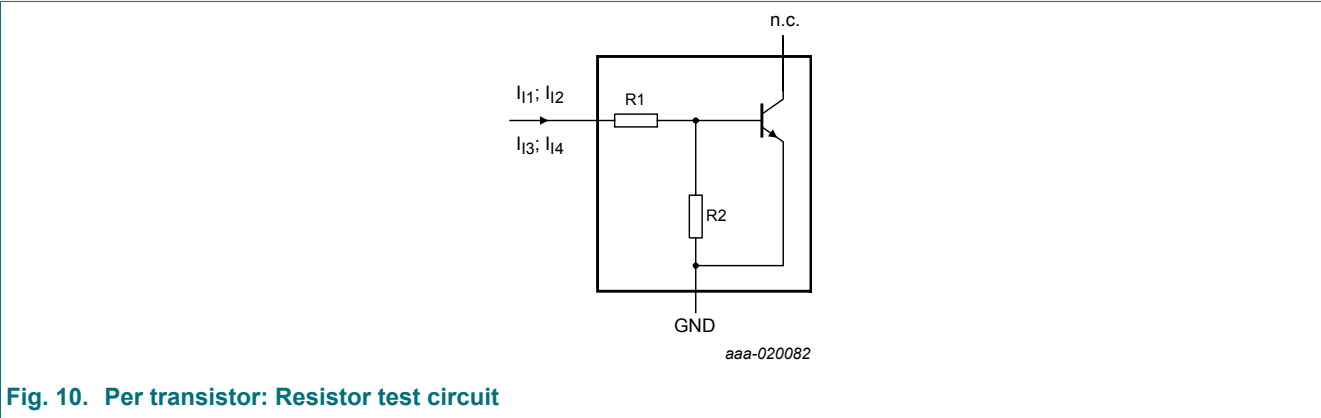 n.c.
I_I1; I_I2
R1
I_I3; I_I4
R2
GND
aaa-020082
Fig. 10. Per transistor: Resistor test circuit